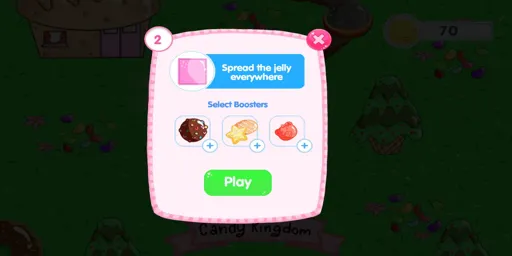 70
2
Spread the jelly
everywhere
Select Boosters
+ + +
Play
Candy Kingdom